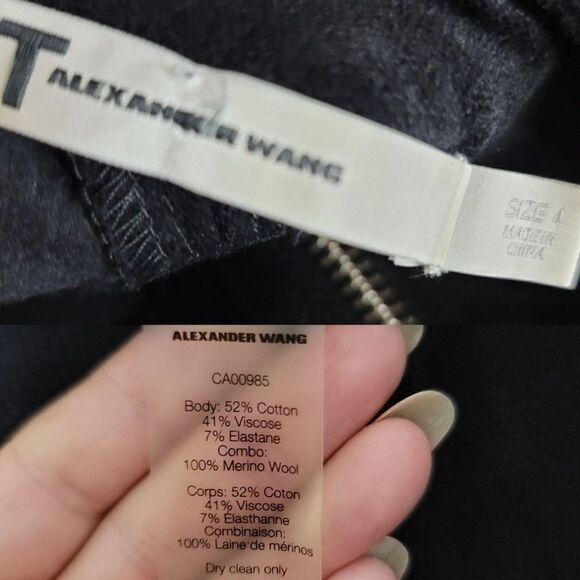 T ALEXANDER WANG
SIZE 4
MADE IN
CHINA
ALEXANDER WANG
CA00985
Body: 52% Cotton
41% Viscose
7% Elastane
Combo:
100% Merino Wool
Corps: 52% Coton
41% Viscose
7% Élasthanne
Combinaison:
100% Laine de mérinos
Dry clean only